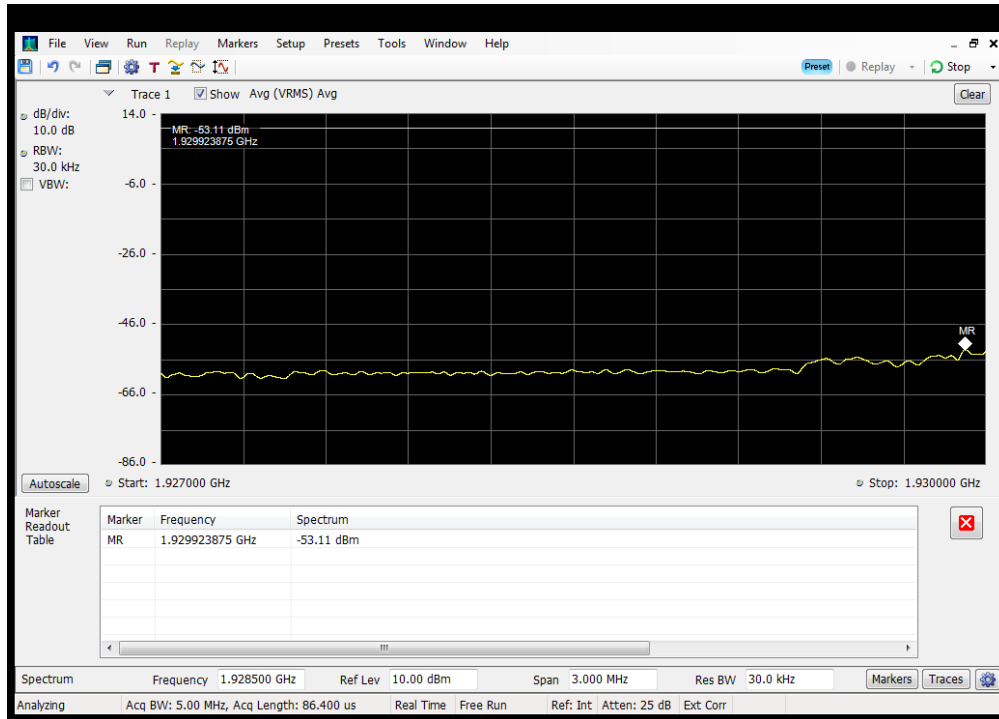 File View Run Replay Markers Setup Presets Tools Window Help
T Preset Replay Stop
Trace 1 Show Avg (VRMS) Avg Clear
dB/div: 14.0
10.0 dB MR: -53.11 dBm
1.929923875 GHz
RBW:
30.0 kHz
VBW: -6.0
-26.0
-46.0
MR
-66.0
-86.0
Autoscale Start: 1.927000 GHz Stop: 1.930000 GHz
Marker
Readout
Table
Marker Frequency Spectrum
MR 1.929923875 GHz -53.11 dBm
Spectrum Frequency 1.928500 GHz Ref Lev 10.00 dBm Span 3.000 MHz Res BW 30.0 kHz Markers Traces
Analyzing Acq BW: 5.00 MHz, Acq Length: 86.400 us Real Time Free Run Ref: Int Atten: 25 dB Ext Corr